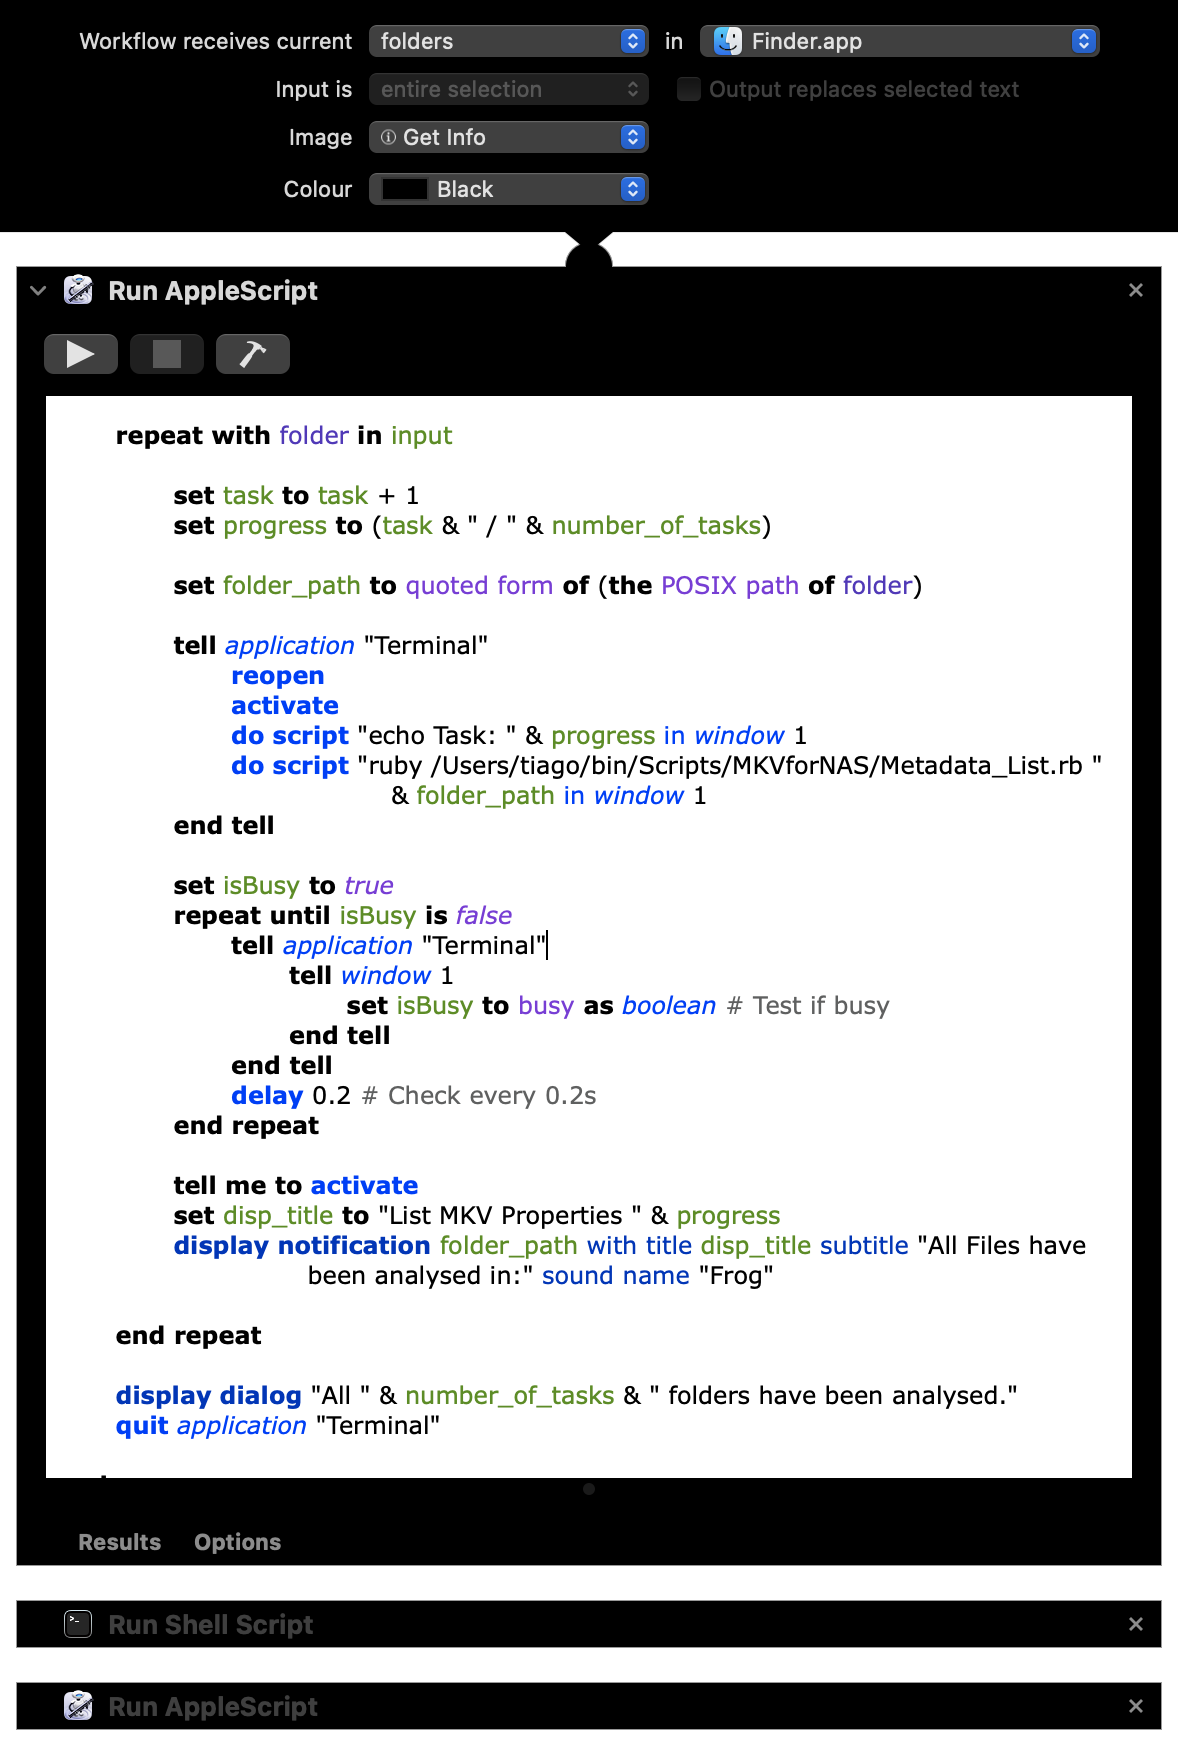 Workflow receives current folders in Finder.app
Input is entire selection Output replaces selected text
Image Get Info
Colour Black
Run AppleScript
repeat with folder in input
set task to task + 1
set progress to (task & " / " & number_of_tasks)
set folder_path to quoted form of (the POSIX path of folder)
tell application "Terminal"
reopen
activate
do script "echo Task: " & progress in window 1
do script "ruby /Users/tiago/bin/Scripts/MKVforNAS/Metadata_List.rb "
& folder_path in window 1
end tell
set isBusy to true
repeat until isBusy is false
tell application "Terminal"
tell window 1
set isBusy to busy as boolean # Test if busy
end tell
end tell
delay 0.2 # Check every 0.2s
end repeat
tell me to activate
set disp_title to "List MKV Properties " & progress
display notification folder_path with title disp_title subtitle "All Files have
been analysed in:" sound name "Frog"
end repeat
display dialog "All " & number_of_tasks & " folders have been analysed."
quit application "Terminal"
Results Options
Run Shell Script
Run AppleScript